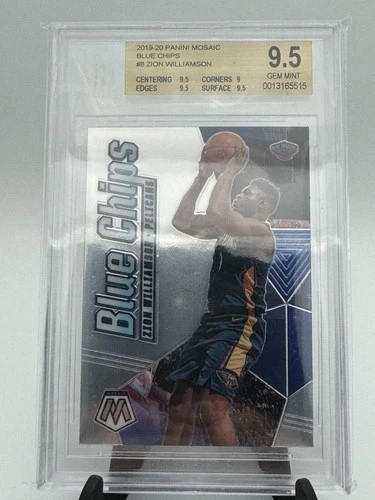 2019-20 PANINI MOSAIC
BLUE CHIPS
#8 ZION WILLIAMSON
CENTERING 9.5 CORNERS 9
EDGES 9.5 SURFACE 9.5
9.5
GEM MINT
0013165515
Blue Chips
ZION WILLIAMSON PELICANS
MOSAIC